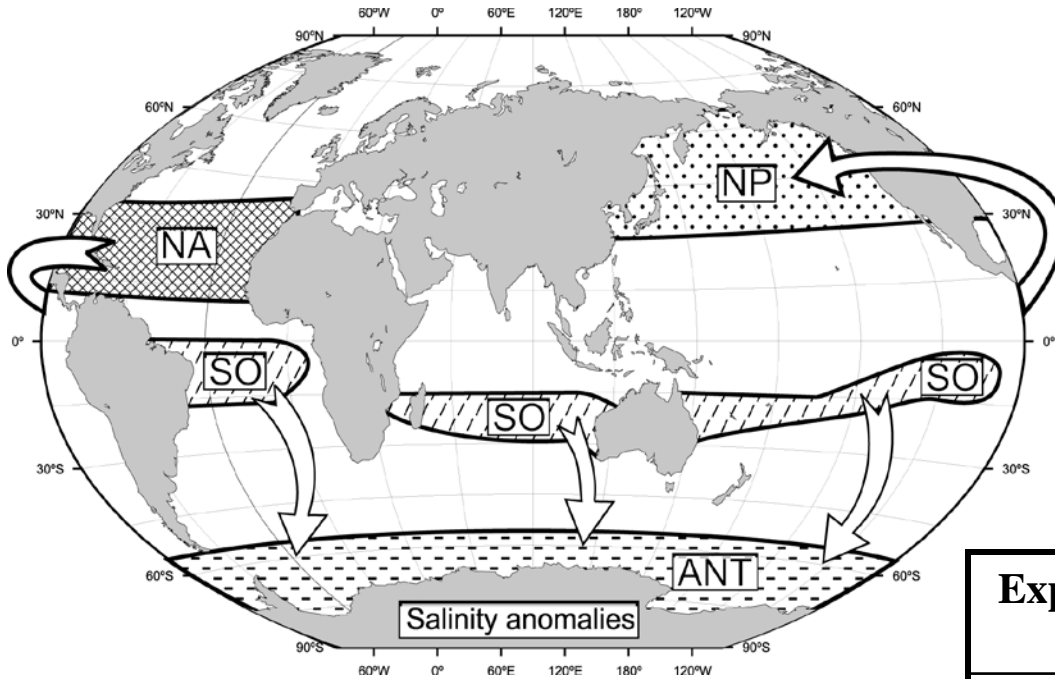 60ºW 0º 60ºE 120ºE 180º 120ºW
90ºN 90ºN
60ºN 60ºN
NP
30ºN 30ºN
NA
0º 0º
SO SO
SO
30ºS 30ºS
60ºS ANT 60ºS
Salinity anomalies
Exp
90ºS 90ºS
60ºW 0º 60ºE 120ºE 180º 120ºW